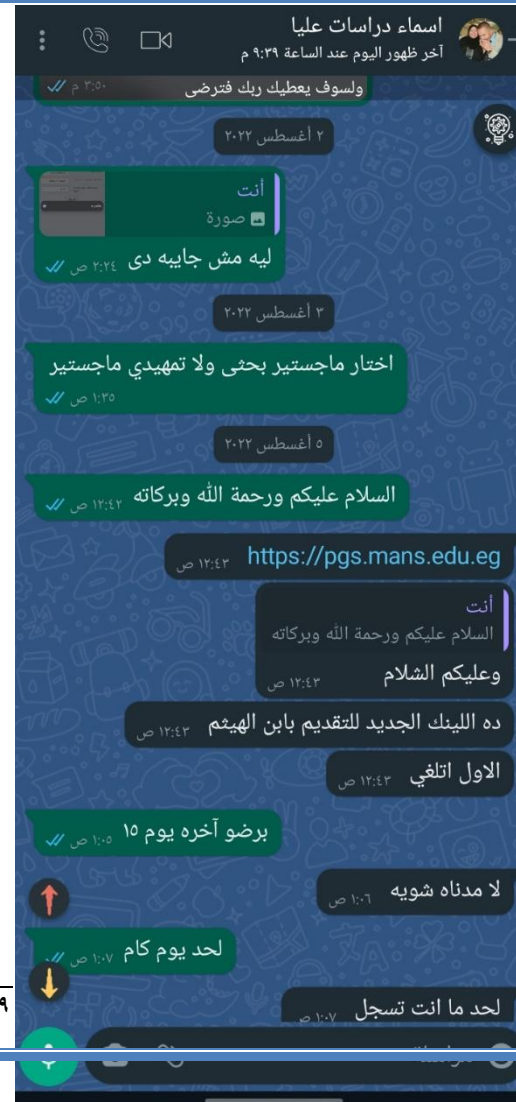 اسماء دراسات عليا
آخر ظهور اليوم عند الساعة ٩:٣٩ م
ولسوف يعطيك ربك فترضى ٣:٥٠ م
٢ أغسطس ٢٠٢٢
أنت
صورة
ليه مش جايبه دى ٢:٢٤ ص
٣ أغسطس ٢٠٢٢
اختار ماجستير بحثى ولا تمهيدي ماجستير
١:٣٥ ص
٥ أغسطس ٢٠٢٢
السلام عليكم ورحمة الله وبركاته ١٢:٤٢ ص
https://pgs.mans.edu.eg ١٢:٤٣ ص
أنت
السلام عليكم ورحمة الله وبركاته
وعليكم الشلام ١٢:٤٣ ص
ده اللينك الجديد للتقديم بابن الهيثم ١٢:٤٣ ص
الاول اتلغي ١٢:٤٣ ص
برضو آخره يوم ١٥ ١:٠٥ ص
لا مدناه شويه ١:٠٦ ص
لحد يوم كام ١:٠٧ ص
لحد ما انت تسجل ١:٠٧ ص
٩